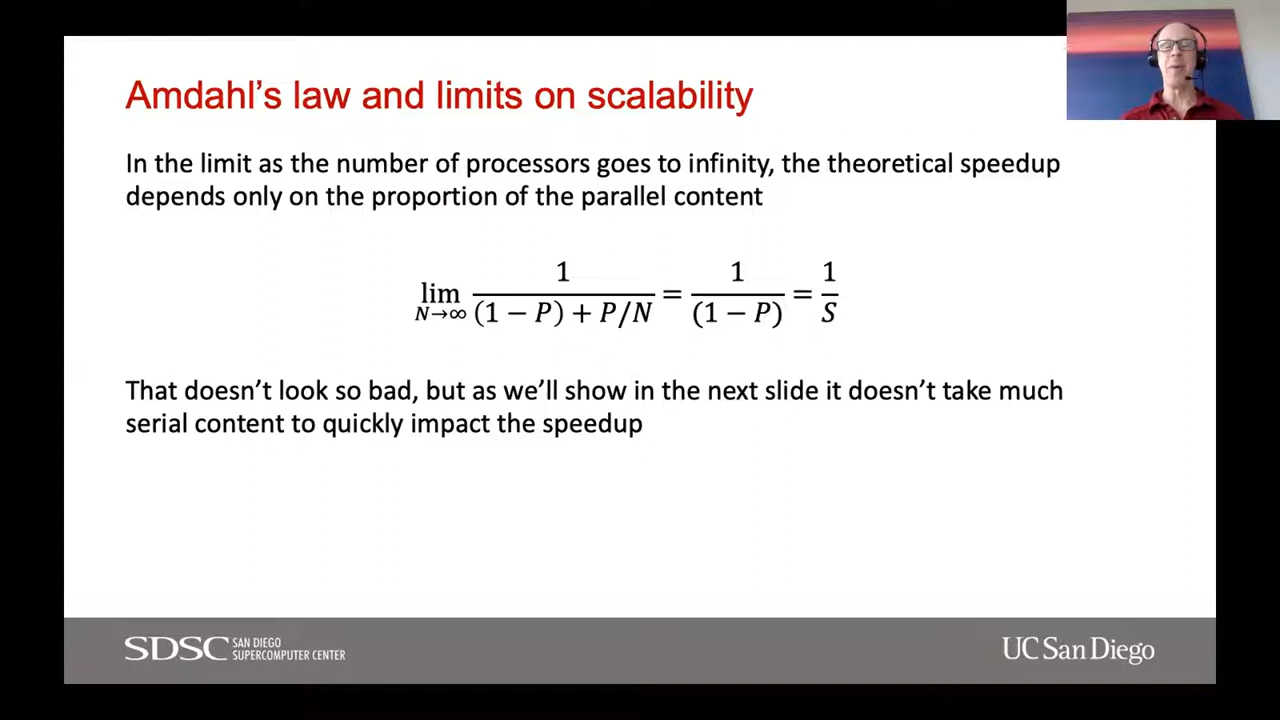 Amdahl's law and limits on scalability
In the limit as the number of processors goes to infinity, the theoretical speedup
depends only on the proportion of the parallel content
lim N→∞ 1 / ((1 − P) + P/N) = 1 / (1 − P) = 1 / S
That doesn't look so bad, but as we'll show in the next slide it doesn't take much
serial content to quickly impact the speedup
SDSC SAN DIEGO
SUPERCOMPUTER CENTER
UC San Diego